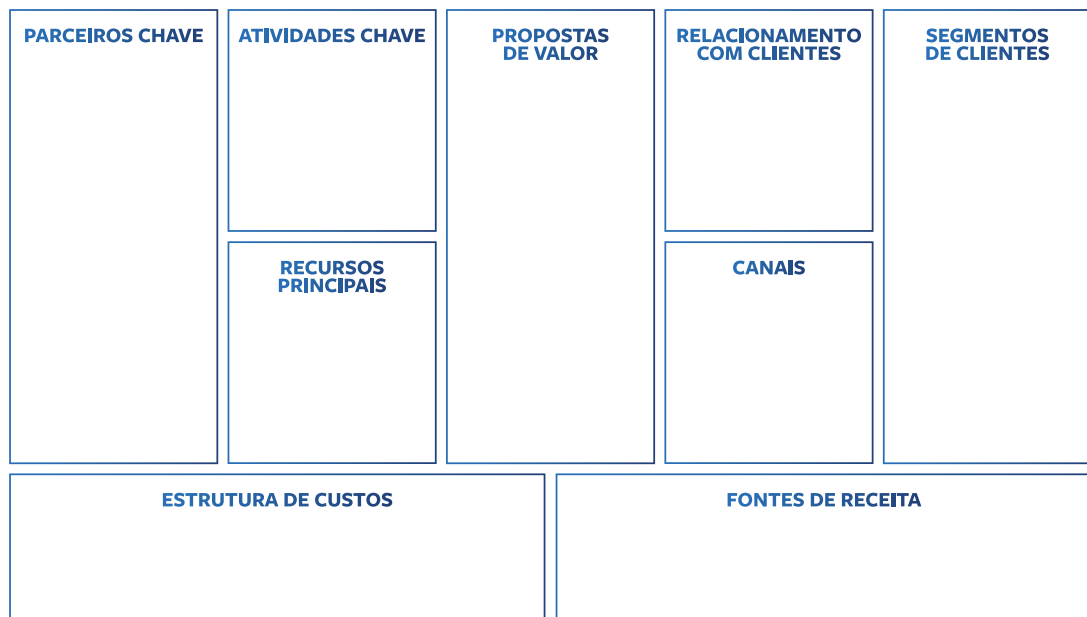 PARCEIROS CHAVE
ATIVIDADES CHAVE
PROPOSTAS
DE VALOR
RELACIONAMENTO
COM CLIENTES
SEGMENTOS
DE CLIENTES
RECURSOS
PRINCIPAIS
CANAIS
ESTRUTURA DE CUSTOS
FONTES DE RECEITA